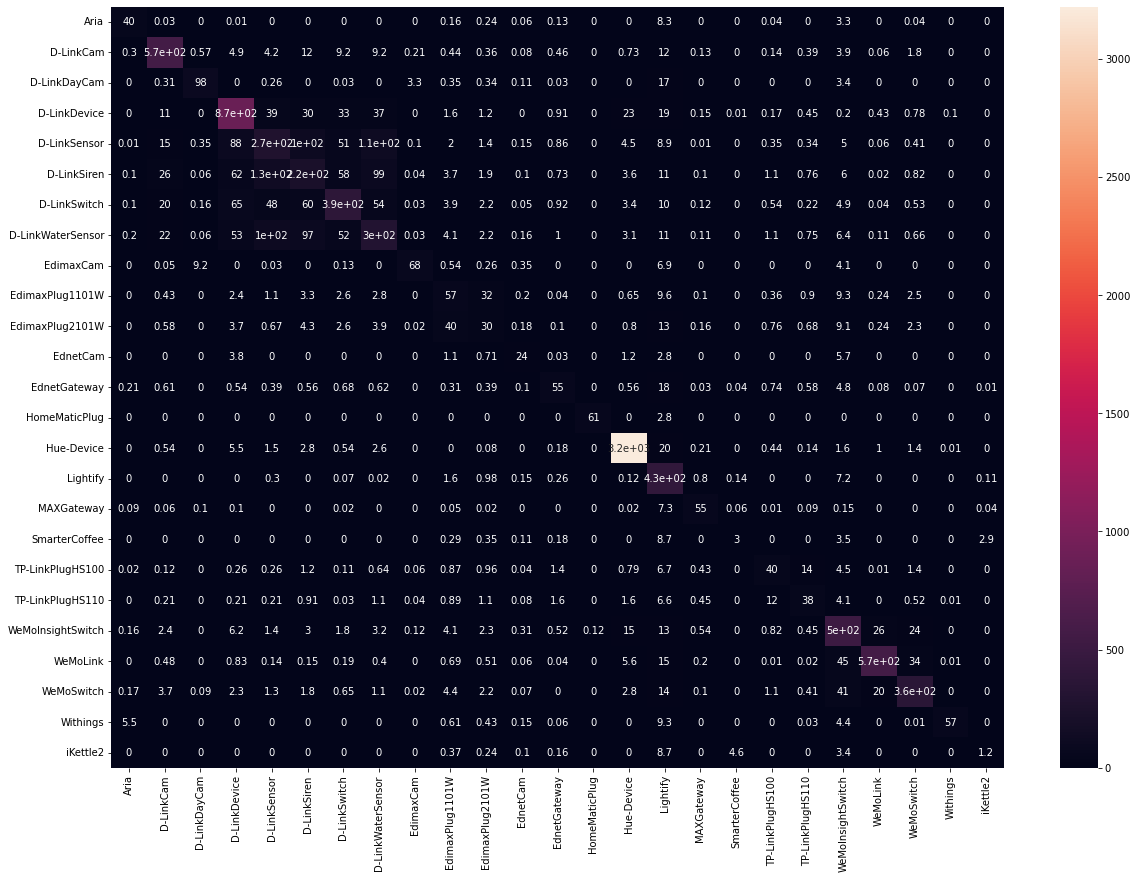 Aria 40 0.03 0 0.01 0 0 0 0 0 0.16 0.24 0.06 0.13 0 0 8.3 0 0 0.04 0 3.3 0 0.04 0 0
D-LinkCam 0.3 5.7e+02 0.57 4.9 4.2 12 9.2 9.2 0.21 0.44 0.36 0.08 0.46 0 0.73 12 0.13 0 0.14 0.39 3.9 0.06 1.8 0 0
D-LinkDayCam 0 0.31 98 0 0.26 0 0.03 0 3.3 0.35 0.34 0.11 0.03 0 0 17 0 0 0 0 3.4 0 0 0 0
D-LinkDevice 0 11 0 8.7e+02 39 30 33 37 0 1.6 1.2 0 0.91 0 23 19 0.15 0.01 0.17 0.45 0.2 0.43 0.78 0.1 0
D-LinkSensor 0.01 15 0.35 88 2.7e+02 1e+02 51 1.1e+02 0.1 2 1.4 0.15 0.86 0 4.5 8.9 0.01 0 0.35 0.34 5 0.06 0.41 0 0
D-LinkSiren 0.1 26 0.06 62 1.3e+02 2.2e+02 58 99 0.04 3.7 1.9 0.1 0.73 0 3.6 11 0.1 0 1.1 0.76 6 0.02 0.82 0 0
D-LinkSwitch 0.1 20 0.16 65 48 60 3.9e+02 54 0.03 3.9 2.2 0.05 0.92 0 3.4 10 0.12 0 0.54 0.22 4.9 0.04 0.53 0 0
D-LinkWaterSensor 0.2 22 0.06 53 1e+02 97 52 3e+02 0.03 4.1 2.2 0.16 1 0 3.1 11 0.11 0 1.1 0.75 6.4 0.11 0.66 0 0
EdimaxCam 0 0.05 9.2 0 0.03 0 0.13 0 68 0.54 0.26 0.35 0 0 0 6.9 0 0 0 0 4.1 0 0 0 0
EdimaxPlug1101W 0 0.43 0 2.4 1.1 3.3 2.6 2.8 0 57 32 0.2 0.04 0 0.65 9.6 0.1 0 0.36 0.9 9.3 0.24 2.5 0 0
EdimaxPlug2101W 0 0.58 0 3.7 0.67 4.3 2.6 3.9 0.02 40 30 0.18 0.1 0 0.8 13 0.16 0 0.76 0.68 9.1 0.24 2.3 0 0
EdnetCam 0 0 0 3.8 0 0 0 0 0 1.1 0.71 24 0.03 0 1.2 2.8 0 0 0 0 5.7 0 0 0 0
EdnetGateway 0.21 0.61 0 0.54 0.39 0.56 0.68 0.62 0 0.31 0.39 0.1 55 0 0.56 18 0.03 0.04 0.74 0.58 4.8 0.08 0.07 0 0.01
HomeMaticPlug 0 0 0 0 0 0 0 0 0 0 0 0 0 61 0 2.8 0 0 0 0 0 0 0 0 0
Hue-Device 0 0.54 0 5.5 1.5 2.8 0.54 2.6 0 0 0.08 0 0.18 0 3.2e+03 20 0.21 0 0.44 0.14 1.6 1 1.4 0.01 0
Lightify 0 0 0 0 0.3 0 0.07 0.02 0 1.6 0.98 0.15 0.26 0 0.12 4.3e+02 0.8 0.14 0 0 7.2 0 0 0 0.11
MAXGateway 0.09 0.06 0.1 0.1 0 0 0.02 0 0 0.05 0.02 0 0 0 0.02 7.3 55 0.06 0.01 0.09 0.15 0 0 0 0.04
SmarterCoffee 0 0 0 0 0 0 0 0 0 0.29 0.35 0.11 0.18 0 0 8.7 0 3 0 0 3.5 0 0 0 2.9
TP-LinkPlugHS100 0.02 0.12 0 0.26 0.26 1.2 0.11 0.64 0.06 0.87 0.96 0.04 1.4 0 0.79 6.7 0.43 0 40 14 4.5 0.01 1.4 0 0
TP-LinkPlugHS110 0 0.21 0 0.21 0.21 0.91 0.03 1.1 0.04 0.89 1.1 0.08 1.6 0 1.6 6.6 0.45 0 12 38 4.1 0 0.52 0.01 0
WeMoInsightSwitch 0.16 2.4 0 6.2 1.4 3 1.8 3.2 0.12 4.1 2.3 0.31 0.52 0.12 15 13 0.54 0 0.82 0.45 5e+02 26 24 0 0
WeMoLink 0 0.48 0 0.83 0.14 0.15 0.19 0.4 0 0.69 0.51 0.06 0.04 0 5.6 15 0.2 0 0.01 0.02 45 5.7e+02 34 0.01 0
WeMoSwitch 0.17 3.7 0.09 2.3 1.3 1.8 0.65 1.1 0.02 4.4 2.2 0.07 0 0 2.8 14 0.1 0 1.1 0.41 41 20 3.6e+02 0 0
Withings 5.5 0 0 0 0 0 0 0 0 0.61 0.43 0.15 0.06 0 0 9.3 0 0 0 0.03 4.4 0 0.01 57 0
iKettle2 0 0 0 0 0 0 0 0 0 0.37 0.24 0.1 0.16 0 0 8.7 0 4.6 0 0 3.4 0 0 0 1.2
Aria D-LinkCam D-LinkDayCam D-LinkDevice D-LinkSensor D-LinkSiren D-LinkSwitch D-LinkWaterSensor EdimaxCam EdimaxPlug1101W EdimaxPlug2101W EdnetCam EdnetGateway HomeMaticPlug Hue-Device Lightify MAXGateway SmarterCoffee TP-LinkPlugHS100 TP-LinkPlugHS110 WeMoInsightSwitch WeMoLink WeMoSwitch Withings iKettle2
3000
2500
2000
1500
1000
500
0